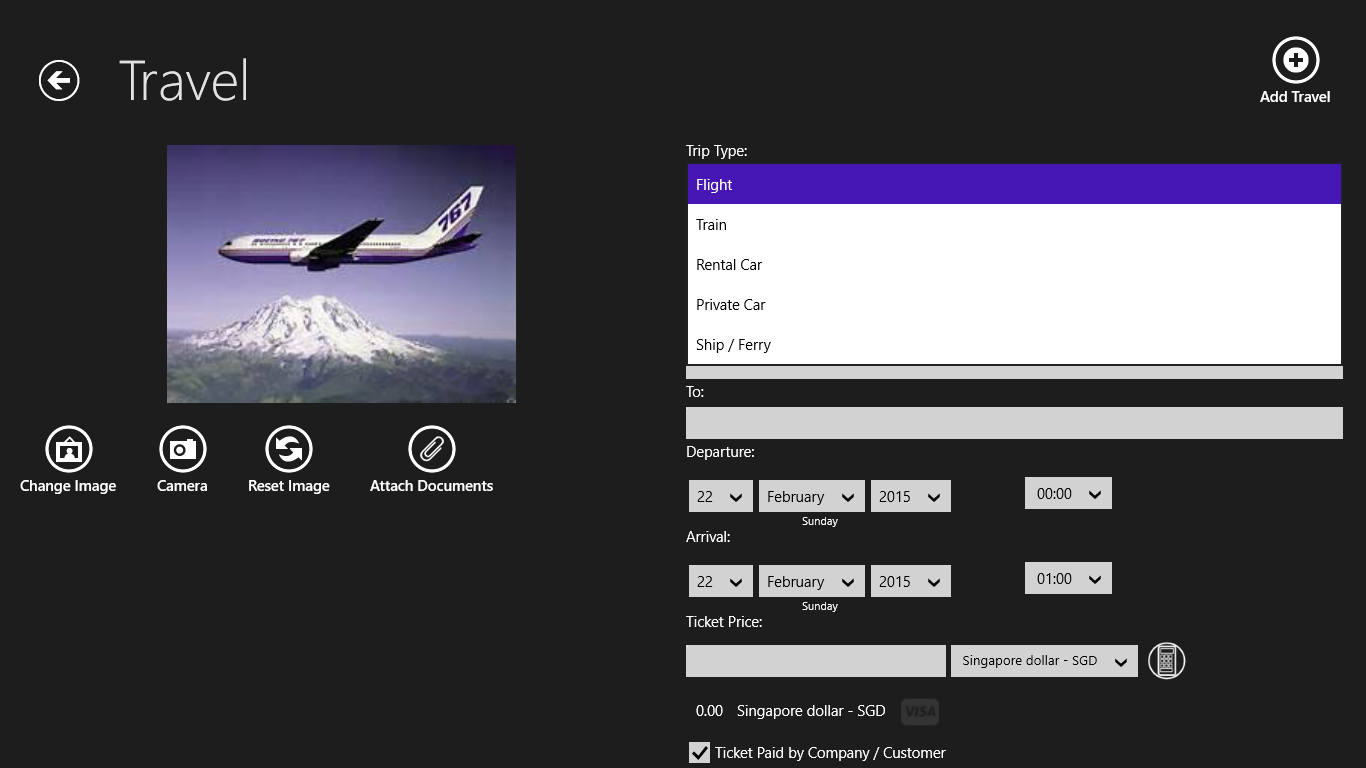 Travel
Add Travel
767
BOEING 767
Change Image
Camera
Reset Image
Attach Documents
Trip Type:
Flight
Train
Rental Car
Private Car
Ship / Ferry
To:
Departure:
22 February 2015 00:00
Sunday
Arrival:
22 February 2015 01:00
Sunday
Ticket Price:
Singapore dollar - SGD
0.00 Singapore dollar - SGD VISA
Ticket Paid by Company / Customer